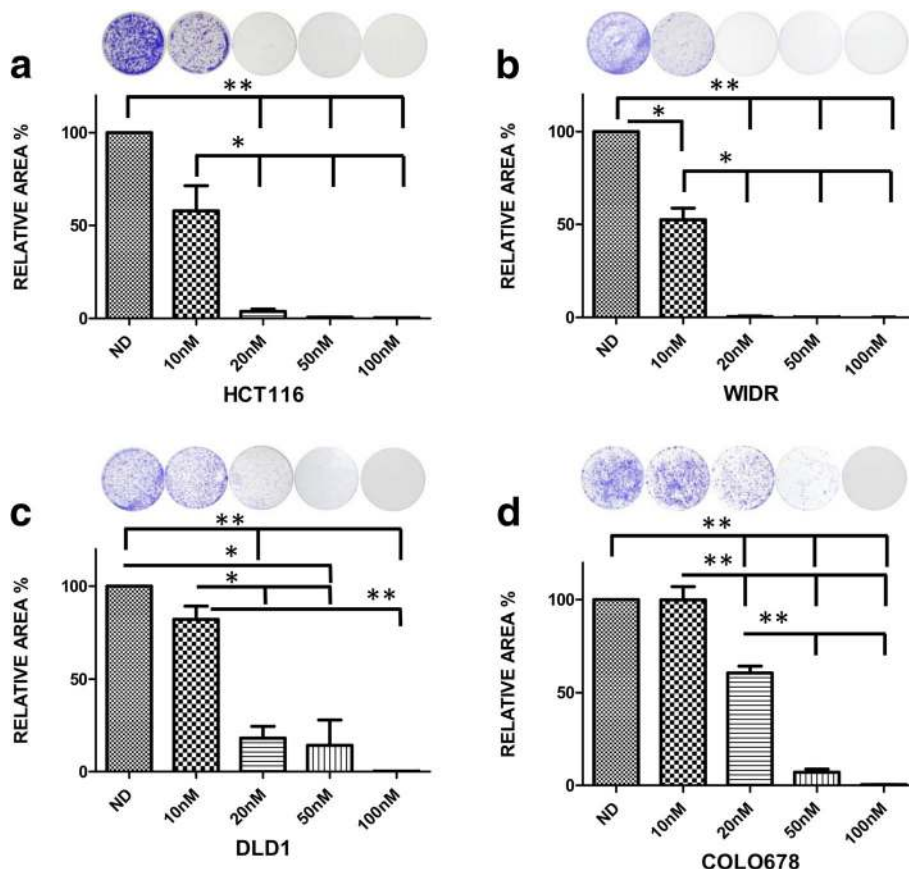 a
**
*
RELATIVE AREA %
100
50
0
ND
10nM
20nM
50nM
100nM
HCT116
b
**
*
*
RELATIVE AREA %
100
50
0
ND
10nM
20nM
50nM
100nM
WIDR
c
**
*
*
**
RELATIVE AREA %
100
50
0
ND
10nM
20nM
50nM
100nM
DLD1
d
**
**
**
RELATIVE AREA %
100
50
0
ND
10nM
20nM
50nM
100nM
COLO678